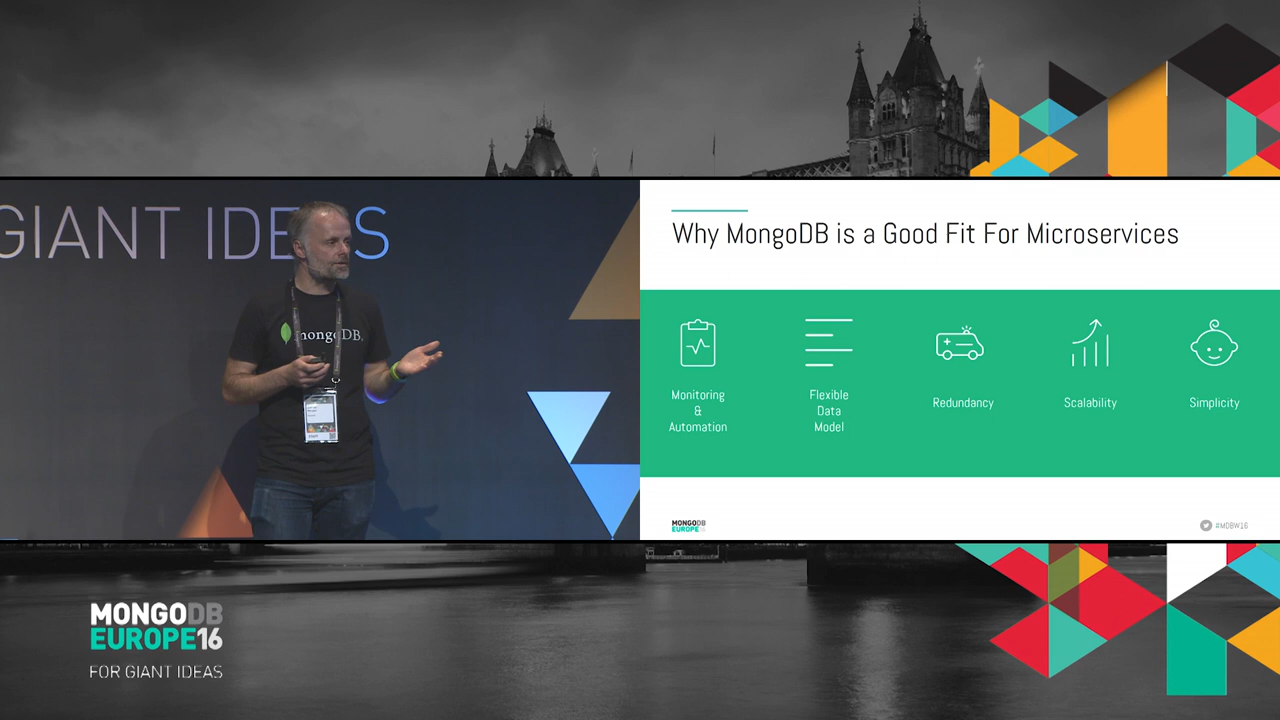 GIANT IDEAS
mongoDB.
Why MongoDB is a Good Fit For Microservices
Monitoring
&
Automation
Flexible
Data
Model
Redundancy
Scalability
Simplicity
MONGODB
EUROPE16
#MDBW16
MONGODB
EUROPE16
FOR GIANT IDEAS